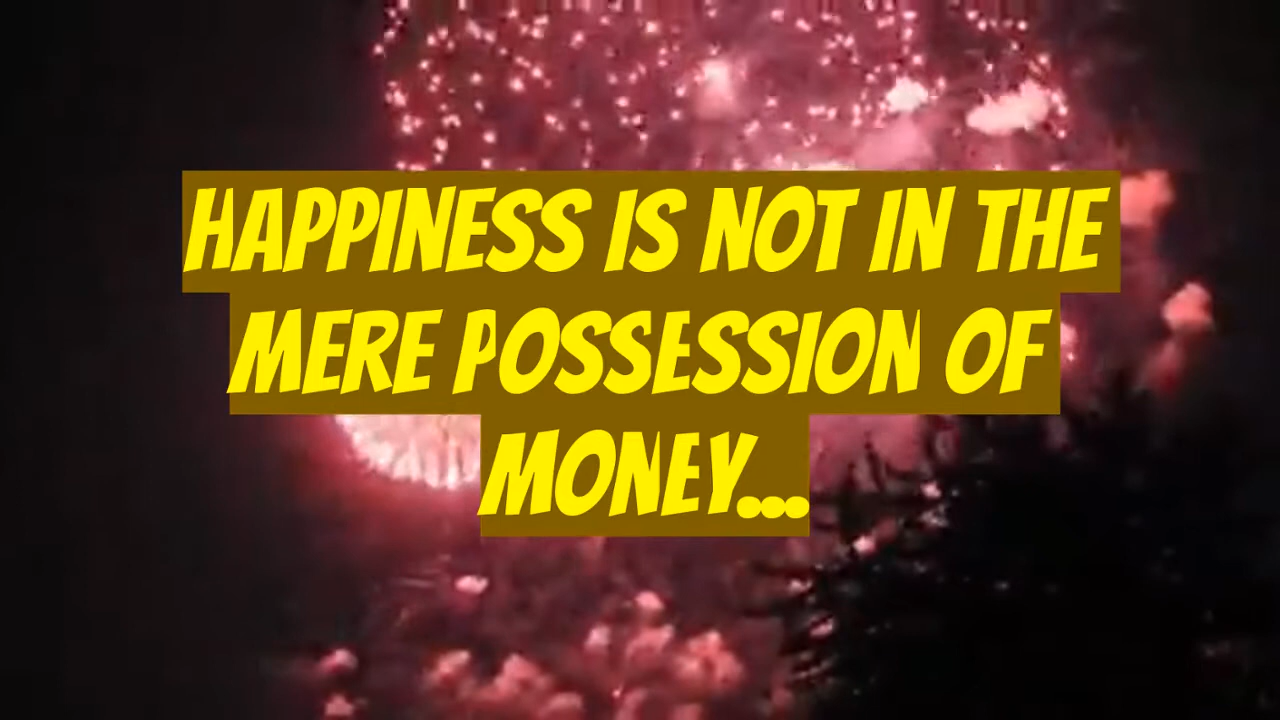 HAPPINESS IS NOT IN THE
MERE POSSESSION OF
MONEY...